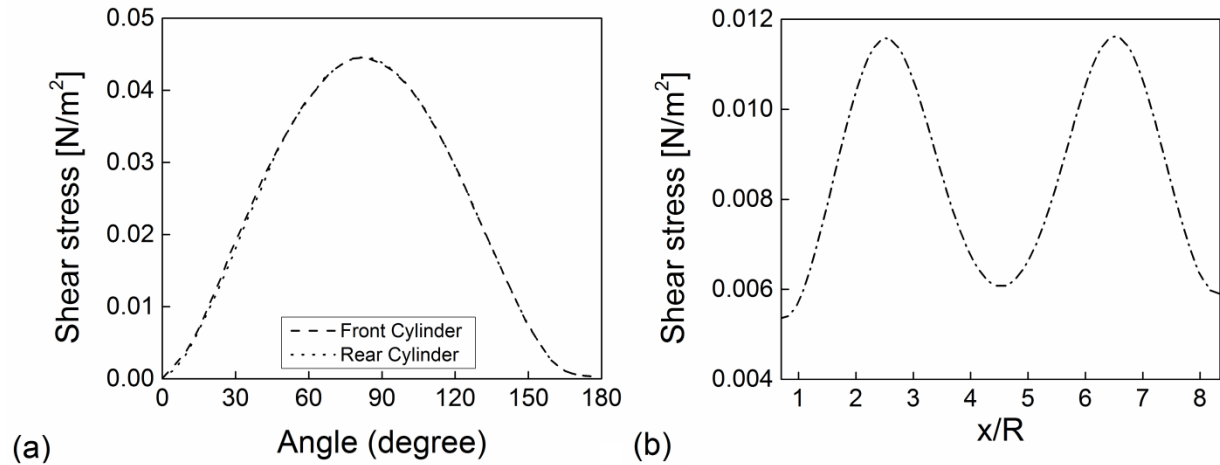 0.05
0.04
0.03
0.02
0.01
0.00
Shear stress [N/m²]
Front Cylinder
Rear Cylinder
0 30 60 90 120 150 180
Angle (degree)
(a)
0.012
0.010
0.008
0.006
0.004
Shear stress [N/m²]
1 2 3 4 5 6 7 8
x/R
(b)